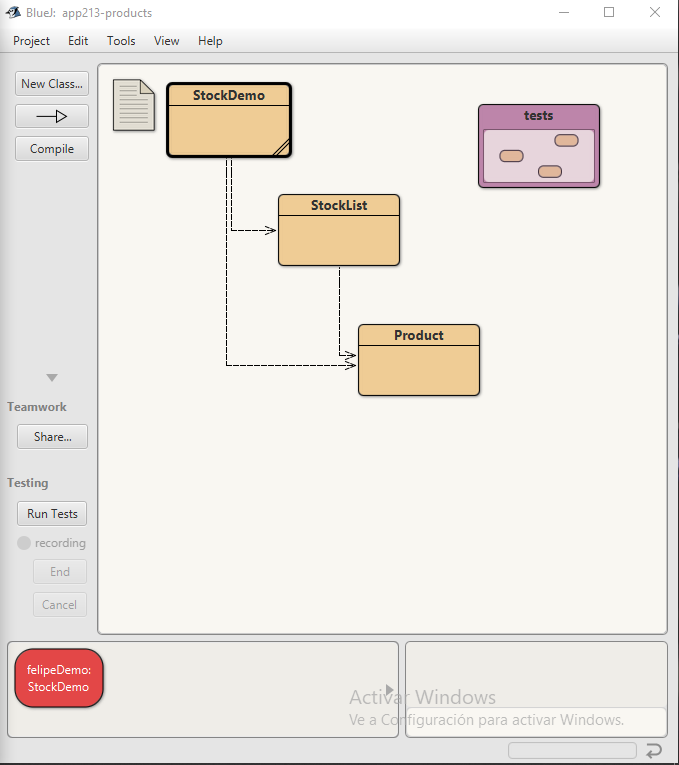 BlueJ: app213-products
Project Edit Tools View Help
New Class...
Compile
Teamwork
Share...
Testing
Run Tests
recording
End
Cancel
StockDemo
tests
StockList
Product
felipeDemo:
StockDemo
Activar Windows
Ve a Configuración para activar Windows.